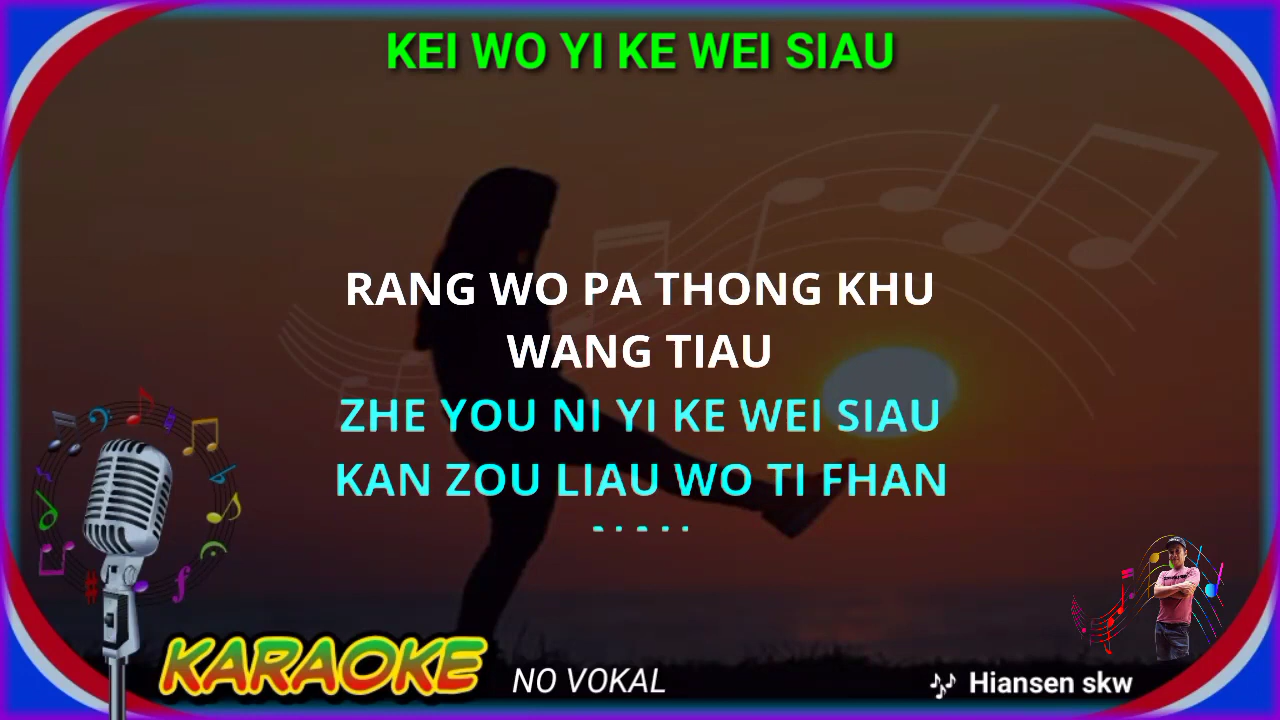 KEI WO YI KE WEI SIAU
RANG WO PA THONG KHU
WANG TIAU
ZHE YOU NI YI KE WEI SIAU
KAN ZOU LIAU WO TI FHAN
KARAOKE
NO VOKAL
Hiansen skw